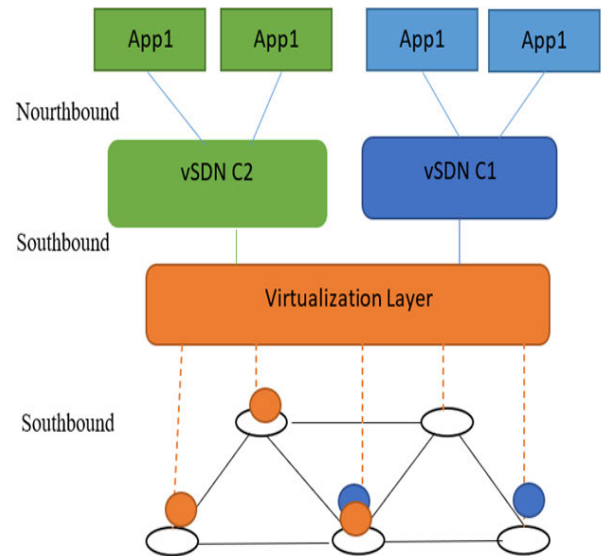 App1
App1
App1
App1
Nourthbound
vSDN C2
vSDN C1
Southbound
Virtualization Layer
Southbound